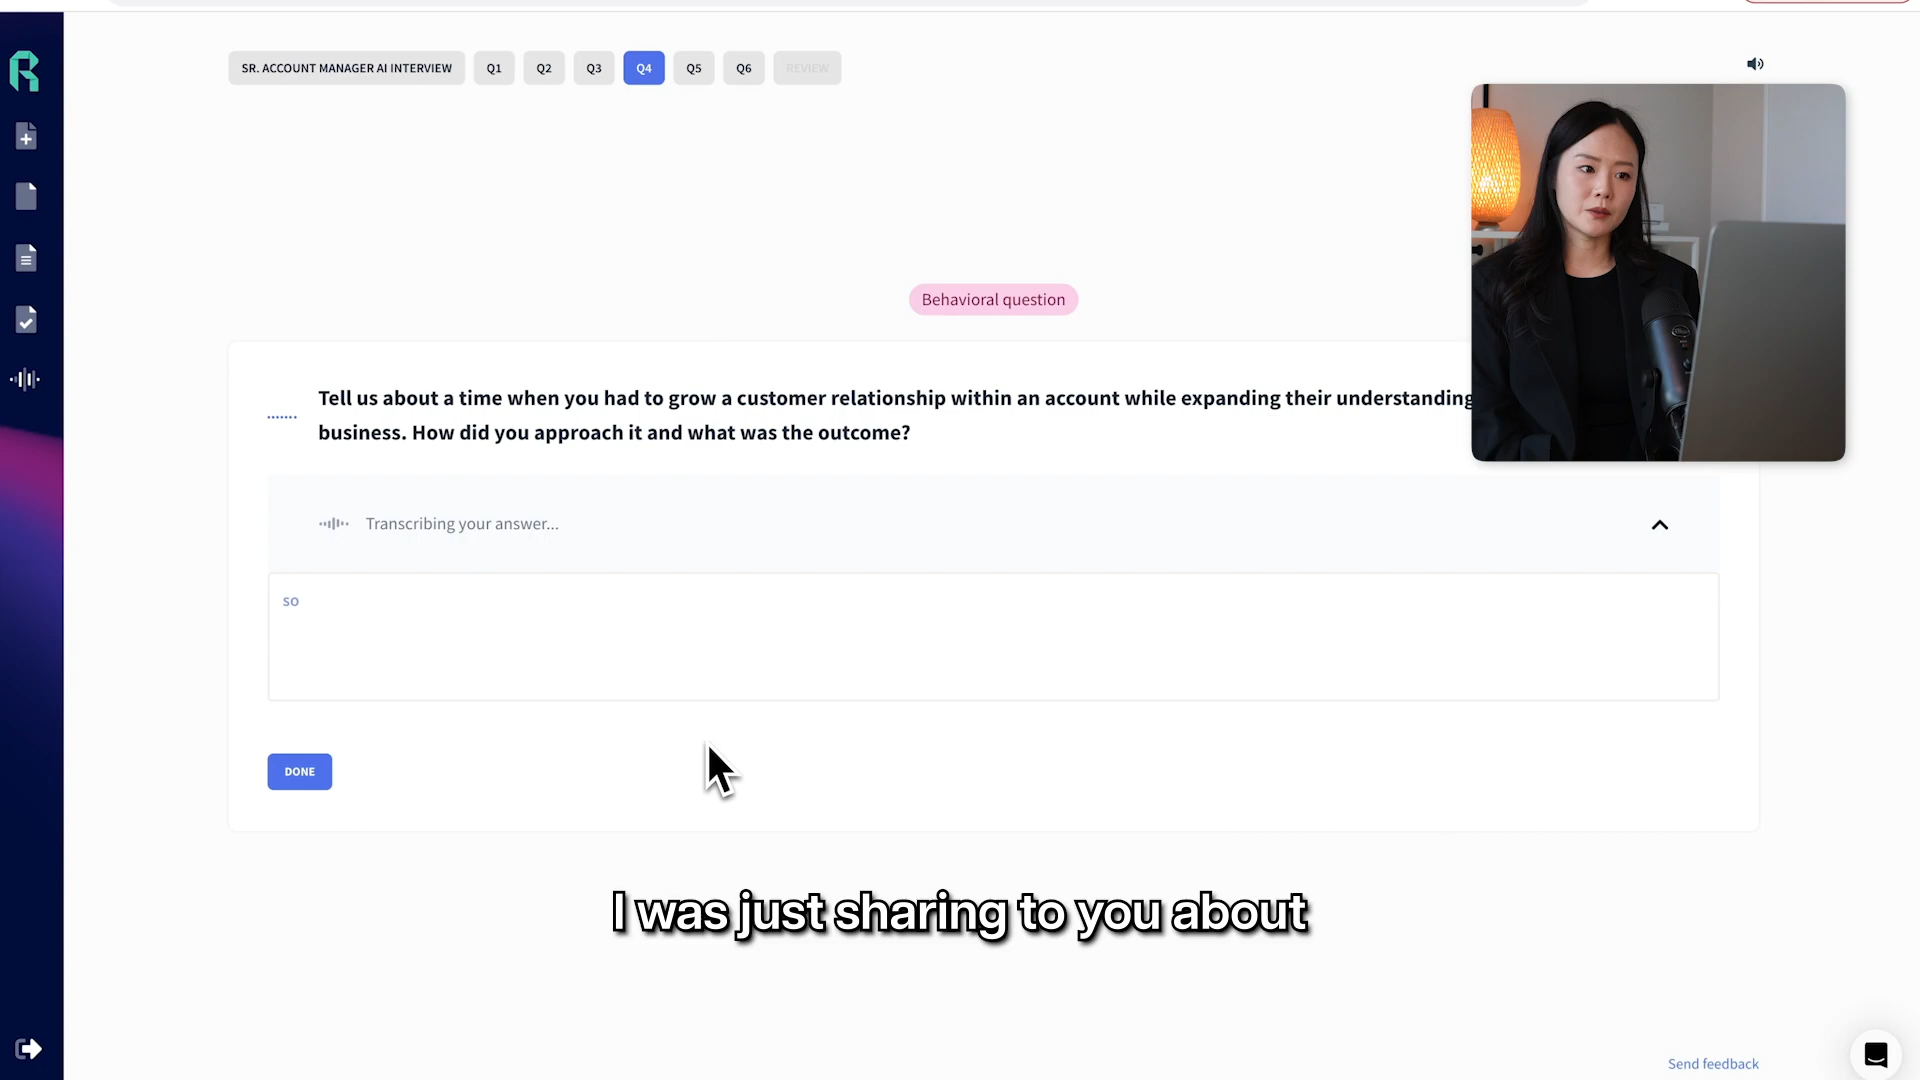 SR. ACCOUNT MANAGER AI INTERVIEW Q1 Q2 Q3 Q4 Q5 Q6 REVIEW
Behavioral question
Tell us about a time when you had to grow a customer relationship within an account while expanding their understanding
business. How did you approach it and what was the outcome?
Transcribing your answer...
so
DONE
I was just sharing to you about
Send feedback